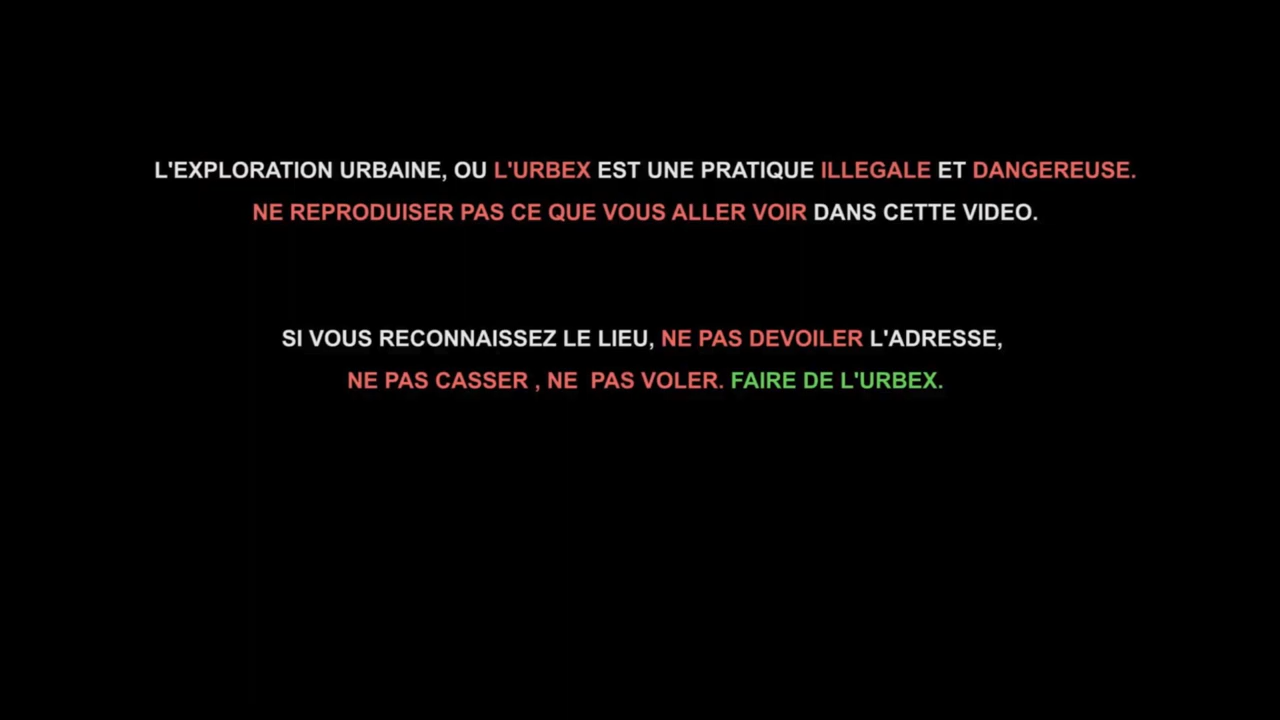 L'EXPLORATION URBAINE, OU L'URBEX EST UNE PRATIQUE ILLEGALE ET DANGEREUSE.
NE REPRODUISER PAS CE QUE VOUS ALLER VOIR DANS CETTE VIDEO.
SI VOUS RECONNAISSEZ LE LIEU, NE PAS DEVOILER L'ADRESSE,
NE PAS CASSER , NE  PAS VOLER. FAIRE DE L'URBEX.